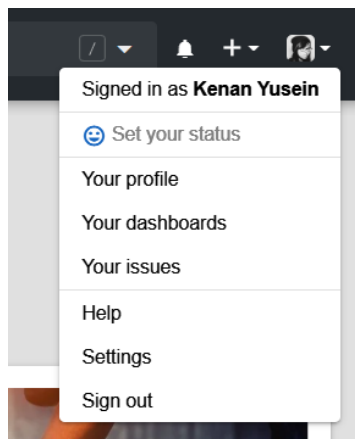 /
Signed in as Kenan Yusein
Set your status
Your profile
Your dashboards
Your issues
Help
Settings
Sign out